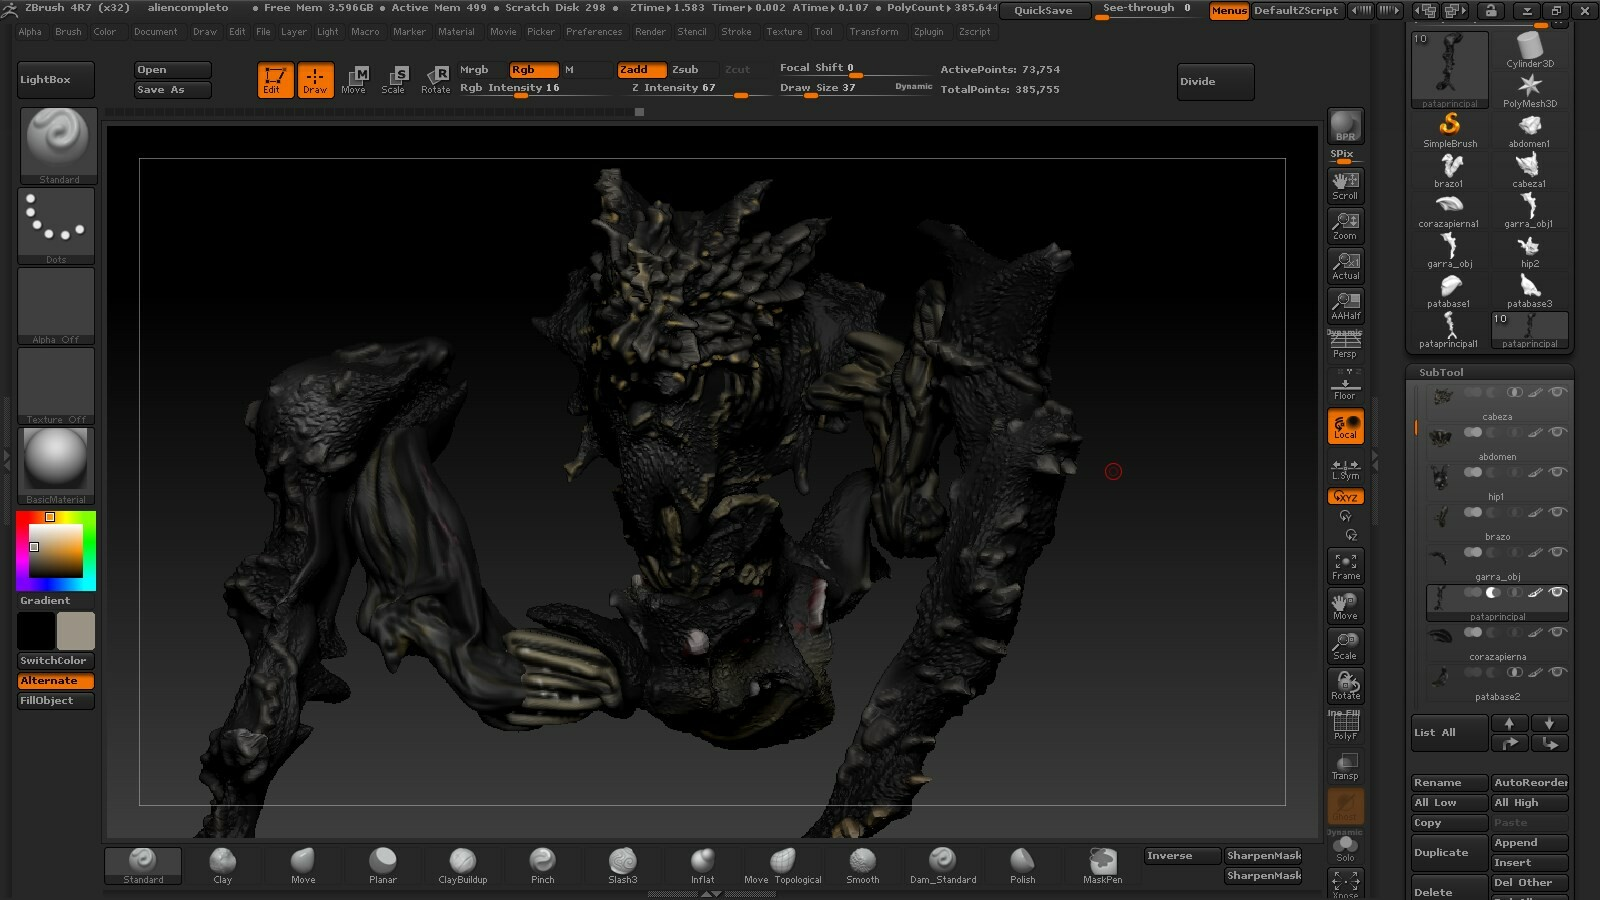 ZBrush 4R7 (x32) aliencompleto • Free Mem 3.596GB • Active Mem 499 • Scratch Disk 298 • ZTime▸1.583 Timer▸0.002 ATime▸0.107 • PolyCount▸385.644 QuickSave See-through 0 Menus DefaultZScript
Alpha Brush Color Document Draw Edit File Layer Light Macro Marker Material Movie Picker Preferences Render Stencil Stroke Texture Tool Transform Zplugin Zscript
LightBox
Open
Save As
Edit Draw Move Scale Rotate
Mrgb Rgb M
Rgb Intensity 16
Zadd Zsub Zcut
Z Intensity 67
Focal Shift 0
Draw Size 37 Dynamic
ActivePoints: 73,754
TotalPoints: 385,755
Divide
Standard
Dots
Alpha Off
Texture Off
BasicMaterial
Gradient
SwitchColor
Alternate
FillObject
BPR
SPix
Scroll
Zoom
Actual
AAHalf
Dynamic
Persp
Floor
Local
L.Sym
XYZ
Y
Z
Frame
Move
Scale
Rotate
Line Fill
PolyF
Transp
Ghost
Dynamic
Solo
Xpose
10
pataprincipal
Cylinder3D
PolyMesh3D
SimpleBrush abdomen1
brazo1 cabeza1
corazapierna1 garra_obj1
garra_obj hip2
patabase1 patabase3
10
pataprincipal1 pataprincipal
SubTool
cabeza
abdomen
hip1
brazo
garra_obj
pataprincipal
corazapierna
patabase2
List All
Rename AutoReorder
All Low All High
Copy Paste
Duplicate Append
Insert
Delete Del Other
Standard Clay Move Planar ClayBuildup Pinch Slash3 Inflat Move Topological Smooth Dam_Standard Polish MaskPen
Inverse SharpenMask
SharpenMask